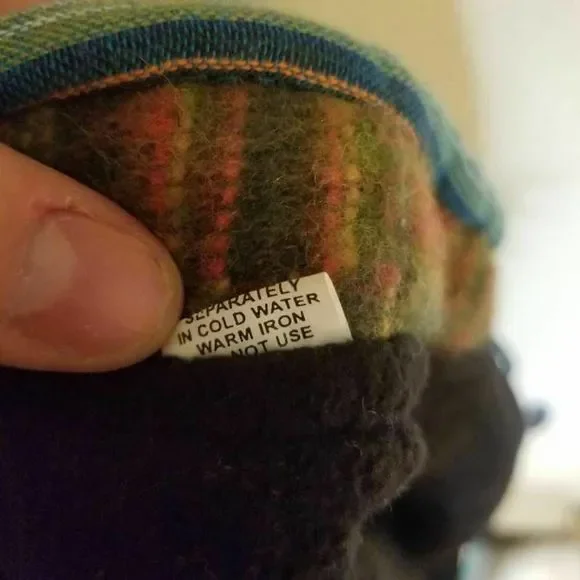 SEPARATELY
IN COLD WATER
WARM IRON
NOT USE